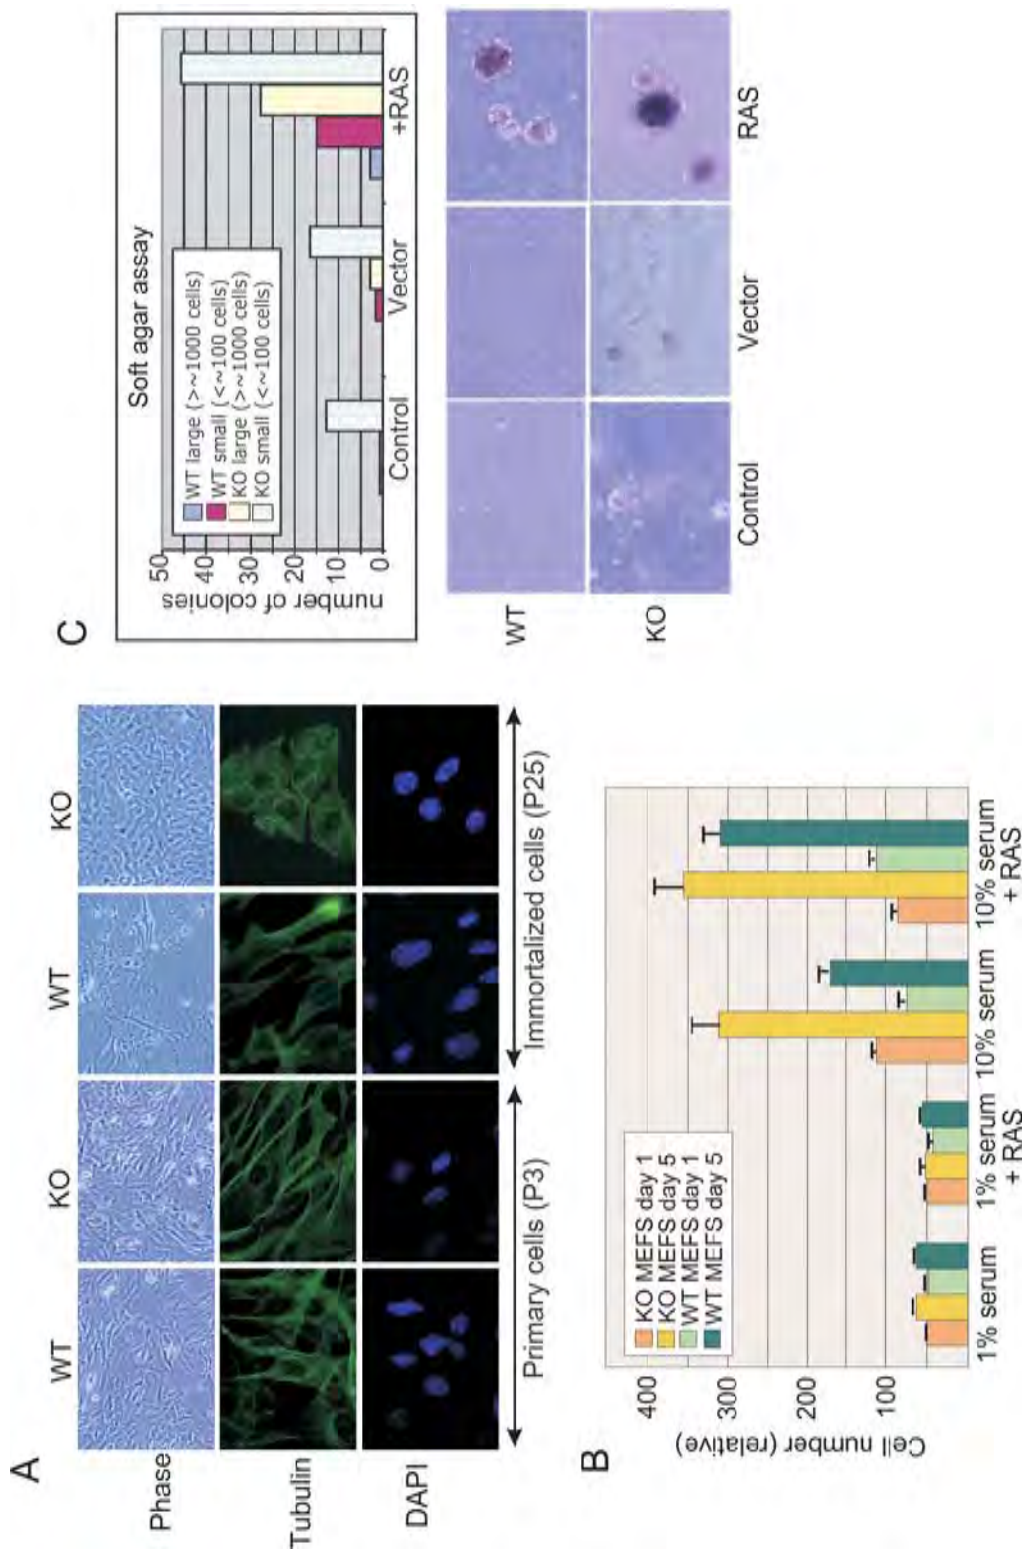 A
WT KO WT KO
Phase
Tubulin
DAPI
Primary cells (P3) Immortalized cells (P25)
B
Cell number (relative)
400
300
200
100
KO MEFS day 1
KO MEFS day 5
WT MEFS day 1
WT MEFS day 5
1% serum 1% serum 10% serum 10% serum
+ RAS + RAS
C
Soft agar assay
number of colonies
50
40
30
20
10
0
WT large (>~1000 cells)
WT small (<~100 cells)
KO large (>~1000 cells)
KO small (<~100 cells)
Control Vector +RAS
WT
KO
Control Vector RAS